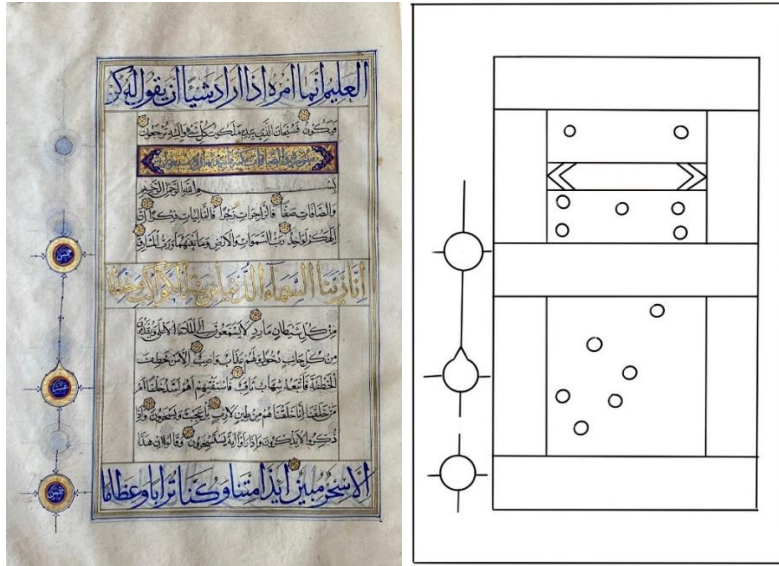 العليم انما امره اذا اراد شيئا ان يقول له كن
فيكون فسبحان الذي بيده ملكوت كل شيء واليه ترجعون
بسم الله الرحمن الرحيم
والصافات صفا فالزاجرات زجرا فالتاليات ذكرا ان
الهكم لواحد رب السموات والارض وما بينهما ورب المشارق
انا زينا السماء الدنيا بزينة الكواكب وحفظا
من كل شيطان مارد لا يسمعون الى الملا الاعلى ويقذفون
من كل جانب دحورا ولهم عذاب واصب الا من خطف
الخطفة فاتبعه شهاب ثاقب فاستفتهم اهم اشد خلقا ام
من خلقنا انا خلقناهم من طين لازب بل عجبت ويسخرون واذا
ذكروا لا يذكرون واذا راوا اية يستسخرون وقالوا ان هذا
الا سحر مبين ائذا متنا وكنا ترابا وعظاما